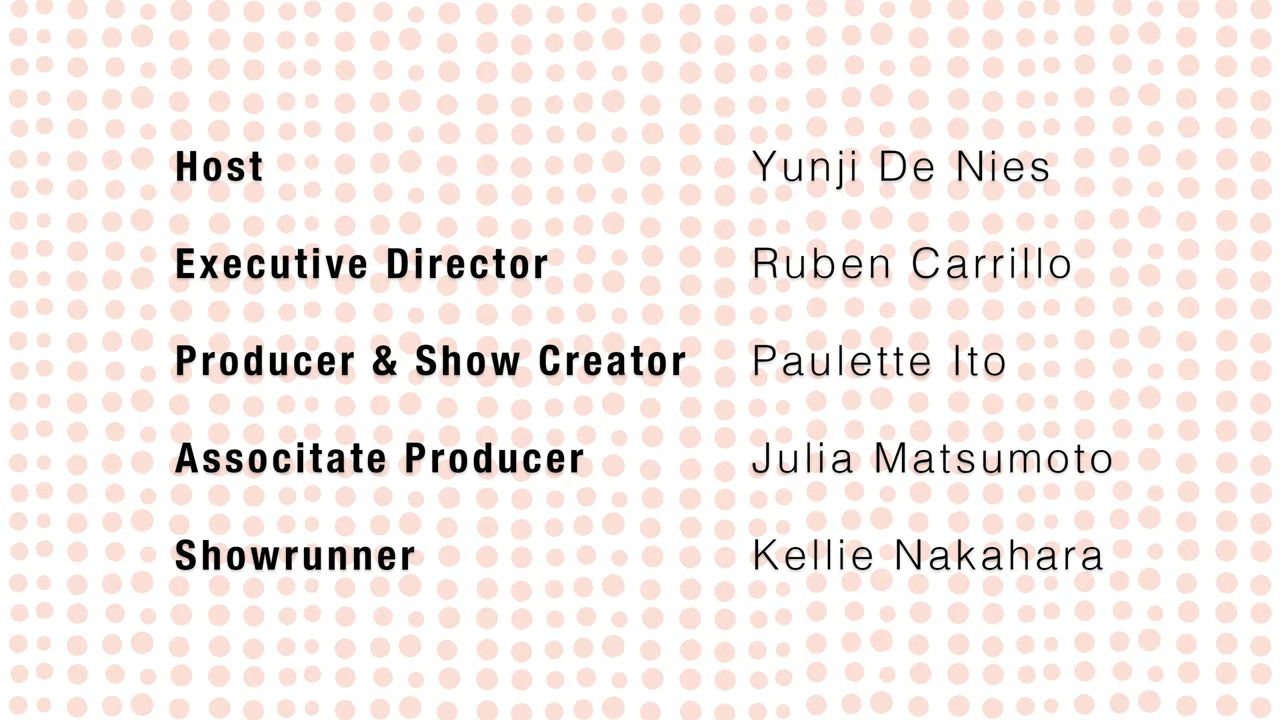 Host Yunji De Nies
Executive Director Ruben Carrillo
Producer & Show Creator Paulette Ito
Associtate Producer Julia Matsumoto
Showrunner Kellie Nakahara